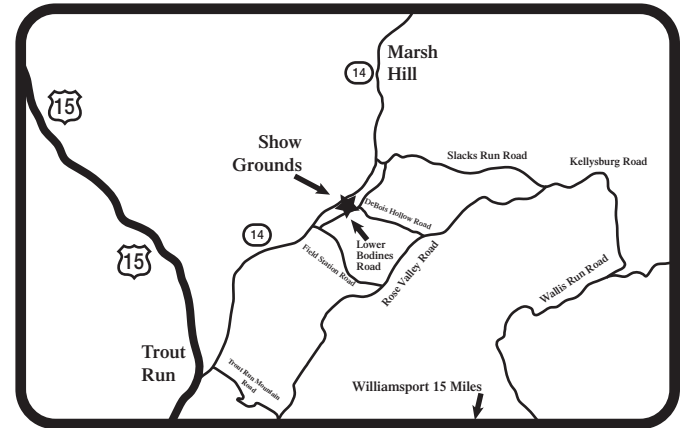 Marsh
Hill
14
15
Show
Grounds
Slacks Run Road
Kellysburg Road
DeBois Hollow Road
14
15
Lower
Bodines
Road
Field Station Road
Rose Valley Road
Wallis Run Road
Trout
Run
Trout Run Mountain
Road
Williamsport 15 Miles